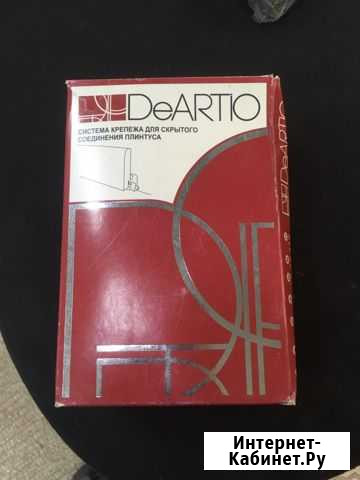 DeARTIO
СИСТЕМА КРЕПЕЖА ДЛЯ СКРЫТОГО
СОЕДИНЕНИЯ ПЛИНТУСА
DeARTIO
Интернет-
Кабинет.Ру